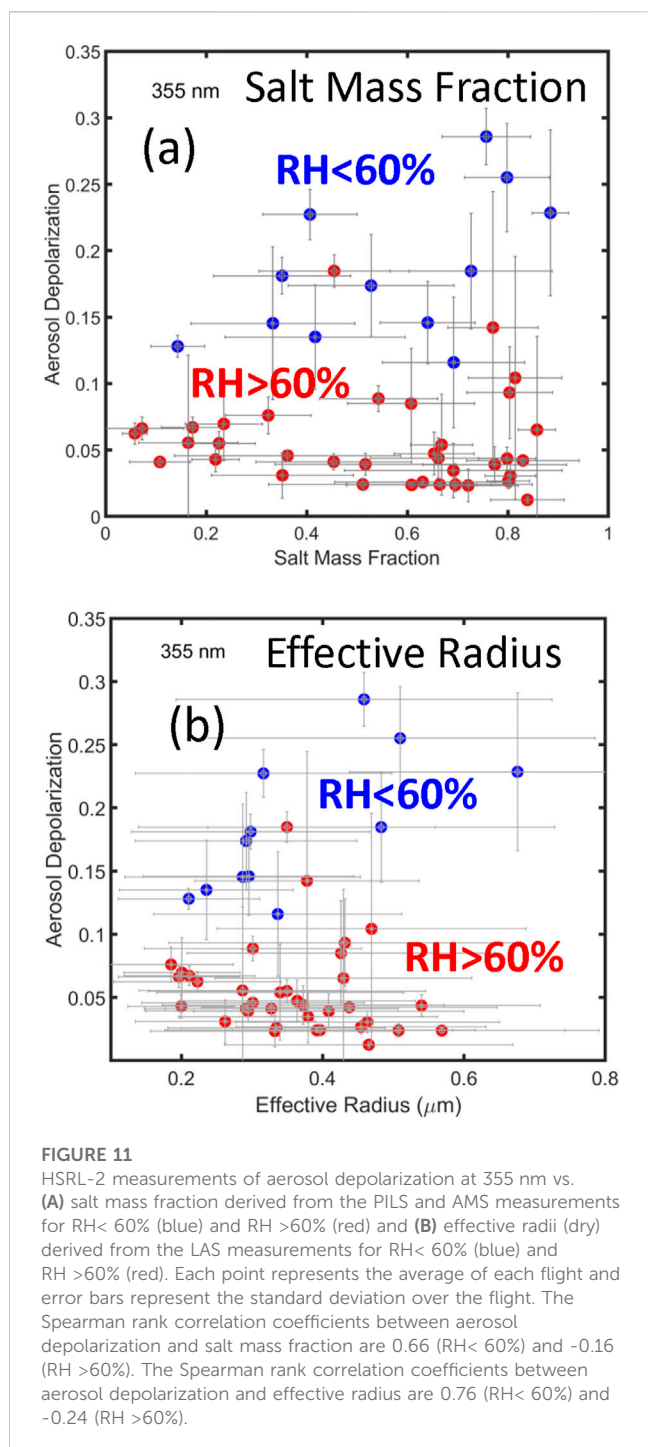 0.35
355 nm Salt Mass Fraction
0.3
(a)
RH<60%
0.25
Aerosol Depolarization
0.2
0.15
RH>60%
0.1
0.05
0
0 0.2 0.4 0.6 0.8 1
Salt Mass Fraction
0.35
355 nm Effective Radius
0.3
(b)
0.25
RH<60%
Aerosol Depolarization
0.2
0.15
0.1
RH>60%
0.05
0.2 0.4 0.6 0.8
Effective Radius (μm)
FIGURE 11
HSRL-2 measurements of aerosol depolarization at 355 nm vs.
(A) salt mass fraction derived from the PILS and AMS measurements
for RH< 60% (blue) and RH >60% (red) and (B) effective radii (dry)
derived from the LAS measurements for RH< 60% (blue) and
RH >60% (red). Each point represents the average of each flight and
error bars represent the standard deviation over the flight. The
Spearman rank correlation coefficients between aerosol
depolarization and salt mass fraction are 0.66 (RH< 60%) and -0.16
(RH >60%). The Spearman rank correlation coefficients between
aerosol depolarization and effective radius are 0.76 (RH< 60%) and
-0.24 (RH >60%).